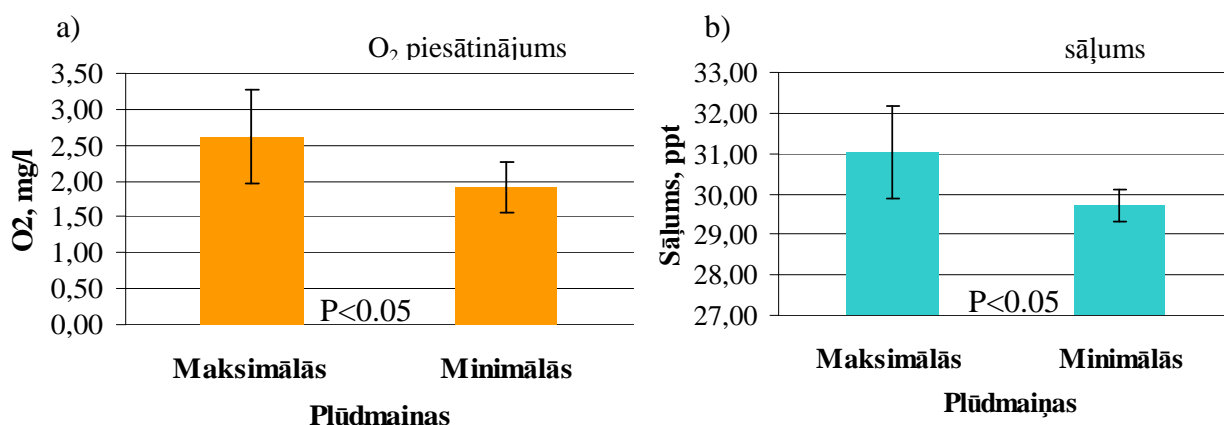 a)
O₂ piesātinājums
3,50
3,00
2,50
2,00
1,50
1,00
0,50
0,00
O2, mg/l
P<0.05
Maksimālās Minimālās
Plūdmaiņas
b)
sāļums
33,00
32,00
31,00
30,00
29,00
28,00
27,00
Sāļums, ppt
P<0.05
Maksimālās Minimālās
Plūdmaiņas